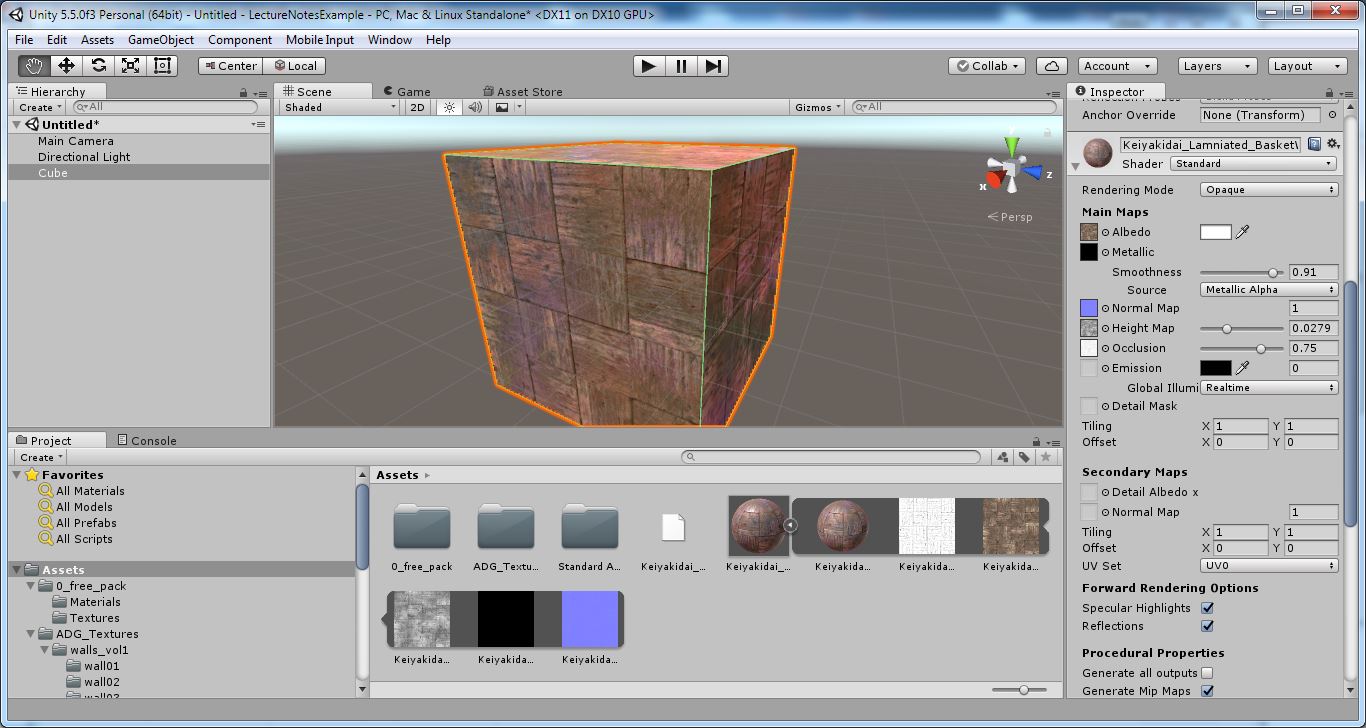 Unity 5.5.0f3 Personal (64bit) - Untitled - LectureNotesExample - PC, Mac & Linux Standalone* <DX11 on DX10 GPU>
File Edit Assets GameObject Component Mobile Input Window Help
Center Local Collab Account Layers Layout
Hierarchy
Create All
Untitled*
Main Camera
Directional Light
Cube
Scene Game Asset Store
Shaded 2D Gizmos All
y
x
z
Persp
Inspector
Anchor Override None (Transform)
Keiyakidai_Lamniated_Basket\
Shader Standard
Rendering Mode Opaque
Main Maps
Albedo
Metallic
Smoothness 0.91
Source Metallic Alpha
Normal Map 1
Height Map 0.0279
Occlusion 0.75
Emission 0
Global Illumi Realtime
Detail Mask
Tiling X 1 Y 1
Offset X 0 Y 0
Secondary Maps
Detail Albedo x
Normal Map 1
Tiling X 1 Y 1
Offset X 0 Y 0
UV Set UV0
Forward Rendering Options
Specular Highlights
Reflections
Procedural Properties
Generate all outputs
Generate Mip Maps
Project Console
Create
Favorites
All Materials
All Models
All Prefabs
All Scripts
Assets
0_free_pack
Materials
Textures
ADG_Textures
walls_vol1
wall01
wall02
Assets
0_free_pack ADG_Textu... Standard A... Keiyakidai_... Keiyakidai_... Keiyakida... Keiyakida... Keiyakida...
Keiyakida... Keiyakida... Keiyakida...